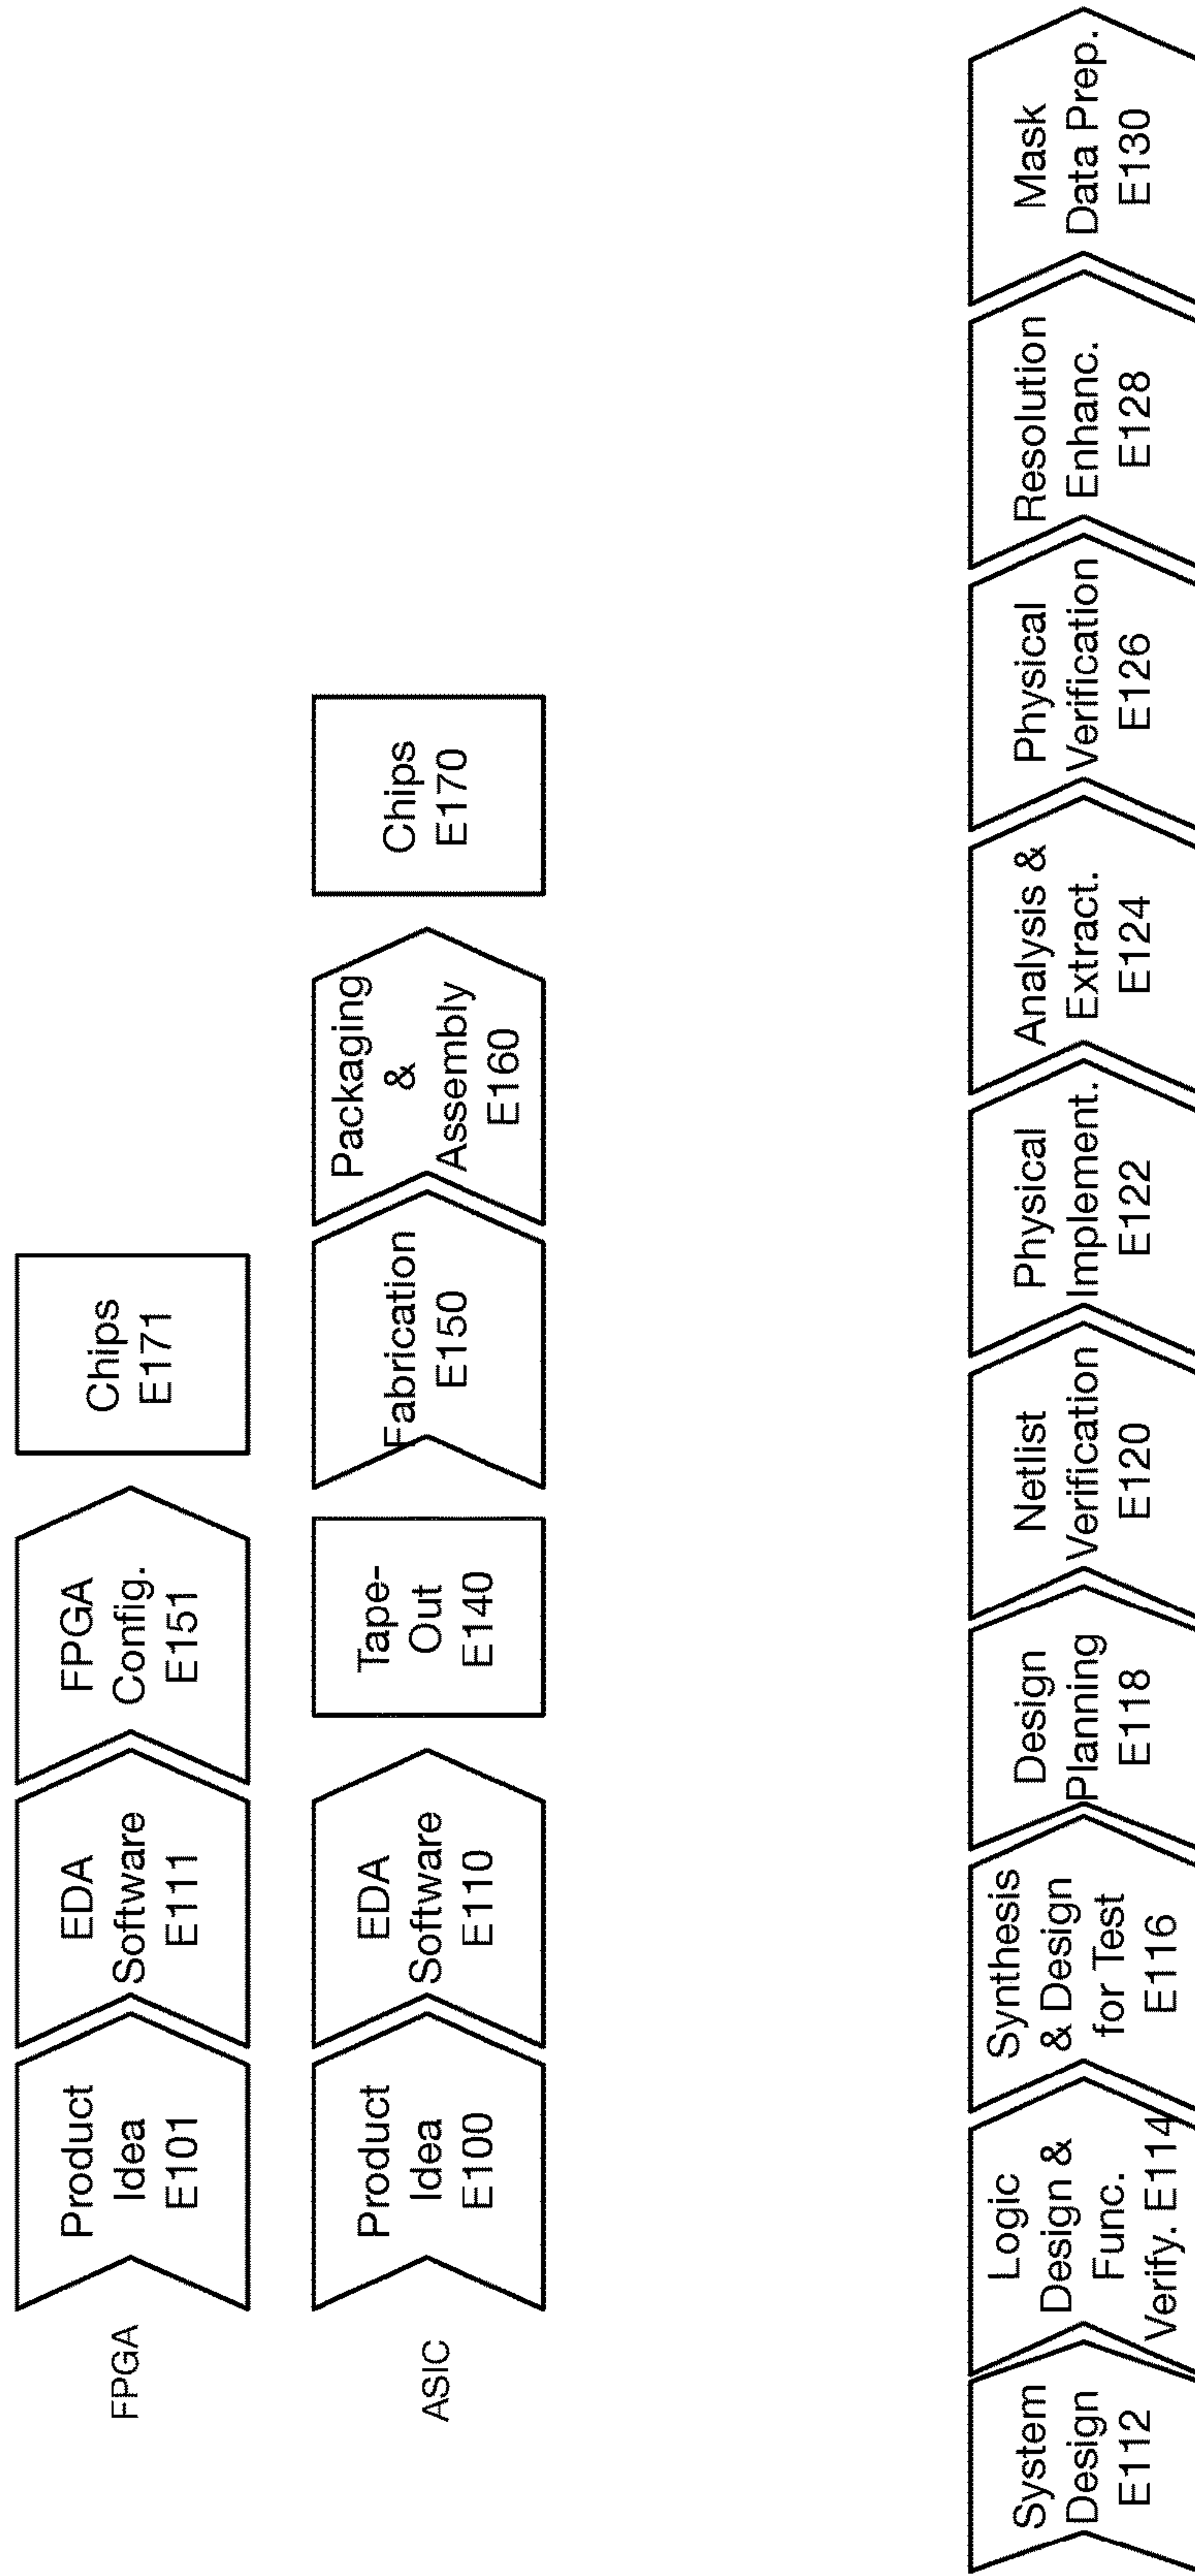 FPGA
Product
Idea
E101
EDA
Software
E111
FPGA
Config.
E151
Chips
E171
ASIC
Product
Idea
E100
EDA
Software
E110
Tape-
Out
E140
Fabrication
E150
Packaging
&
Assembly
E160
Chips
E170
System
Design
E112
Logic
Design &
Func.
Verify. E114
Synthesis
& Design
for Test
E116
Design
Planning
E118
Netlist
Verification
E120
Physical
Implement.
E122
Analysis &
Extract.
E124
Physical
Verification
E126
Resolution
Enhanc.
E128
Mask
Data Prep.
E130